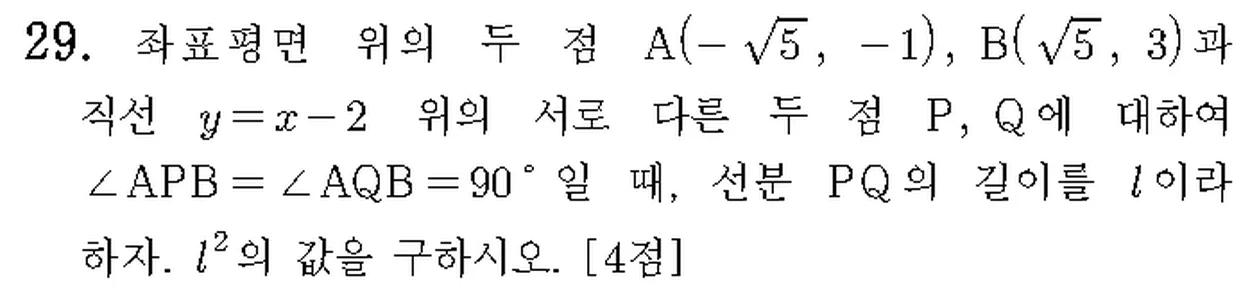 29. 좌표평면 위의 두 점 A(−√5, −1), B(√5, 3)과
직선 y=x−2 위의 서로 다른 두 점 P, Q에 대하여
∠APB=∠AQB=90°일 때, 선분 PQ의 길이를 l이라
하자. l²의 값을 구하시오. [4점]